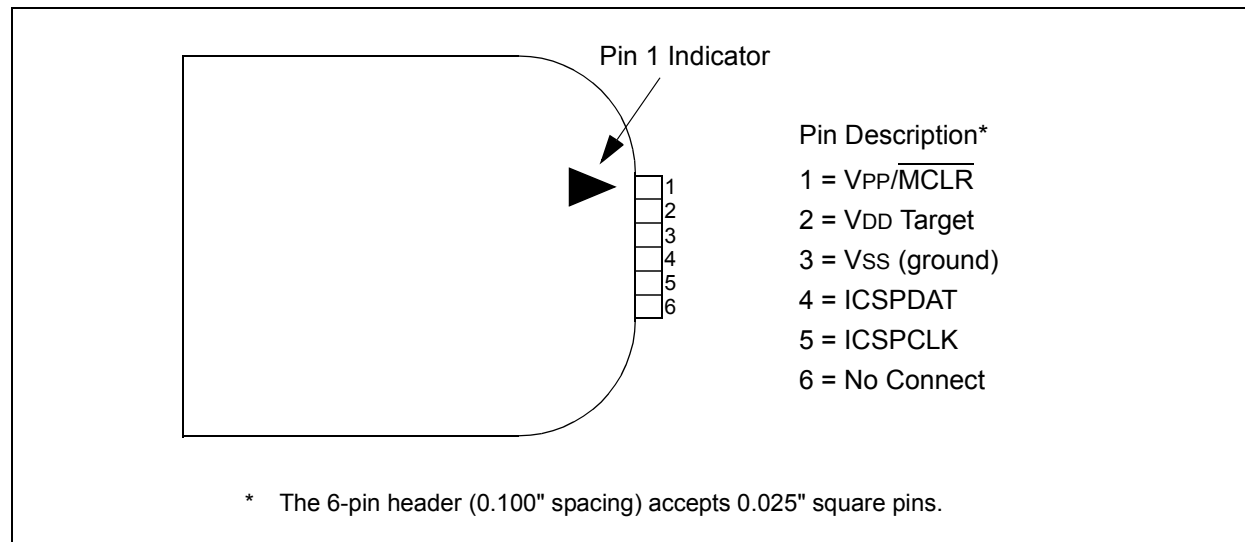 Pin 1 Indicator
Pin Description*
1 = VPP/MCLR
2 = VDD Target
3 = VSS (ground)
4 = ICSPDAT
5 = ICSPCLK
6 = No Connect
1
2
3
4
5
6
* The 6-pin header (0.100" spacing) accepts 0.025" square pins.